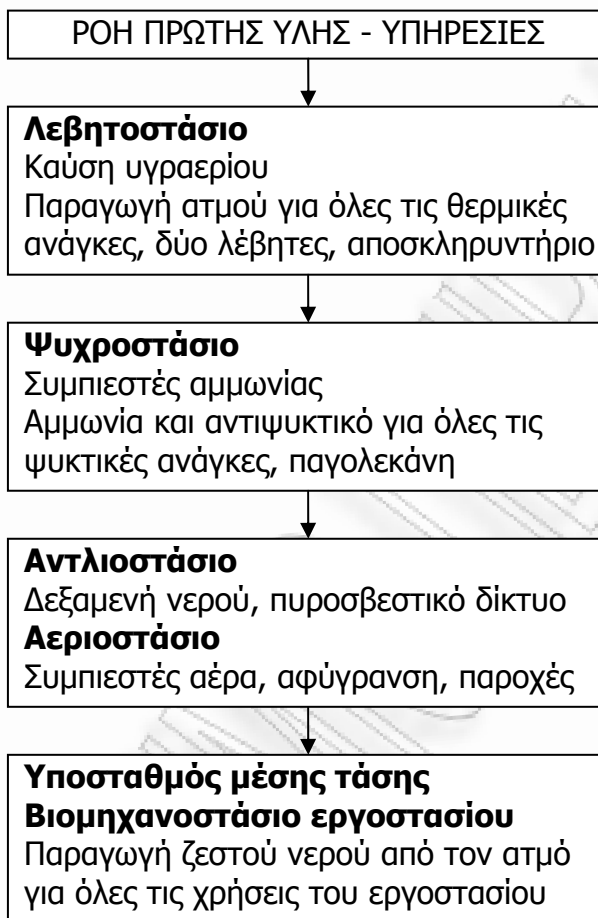 ΡΟΗ ΠΡΩΤΗΣ ΥΛΗΣ - ΥΠΗΡΕΣΙΕΣ
Λεβητοστάσιο
Καύση υγραερίου
Παραγωγή ατμού για όλες τις θερμικές
ανάγκες, δύο λέβητες, αποσκληρυντήριο
Ψυχροστάσιο
Συμπιεστές αμμωνίας
Αμμωνία και αντιψυκτικό για όλες τις
ψυκτικές ανάγκες, παγολεκάνη
Αντλιοστάσιο
Δεξαμενή νερού, πυροσβεστικό δίκτυο
Αεριοστάσιο
Συμπιεστές αέρα, αφύγρανση, παροχές
Υποσταθμός μέσης τάσης
Βιομηχανοστάσιο εργοστασίου
Παραγωγή ζεστού νερού από τον ατμό
για όλες τις χρήσεις του εργοστασίου